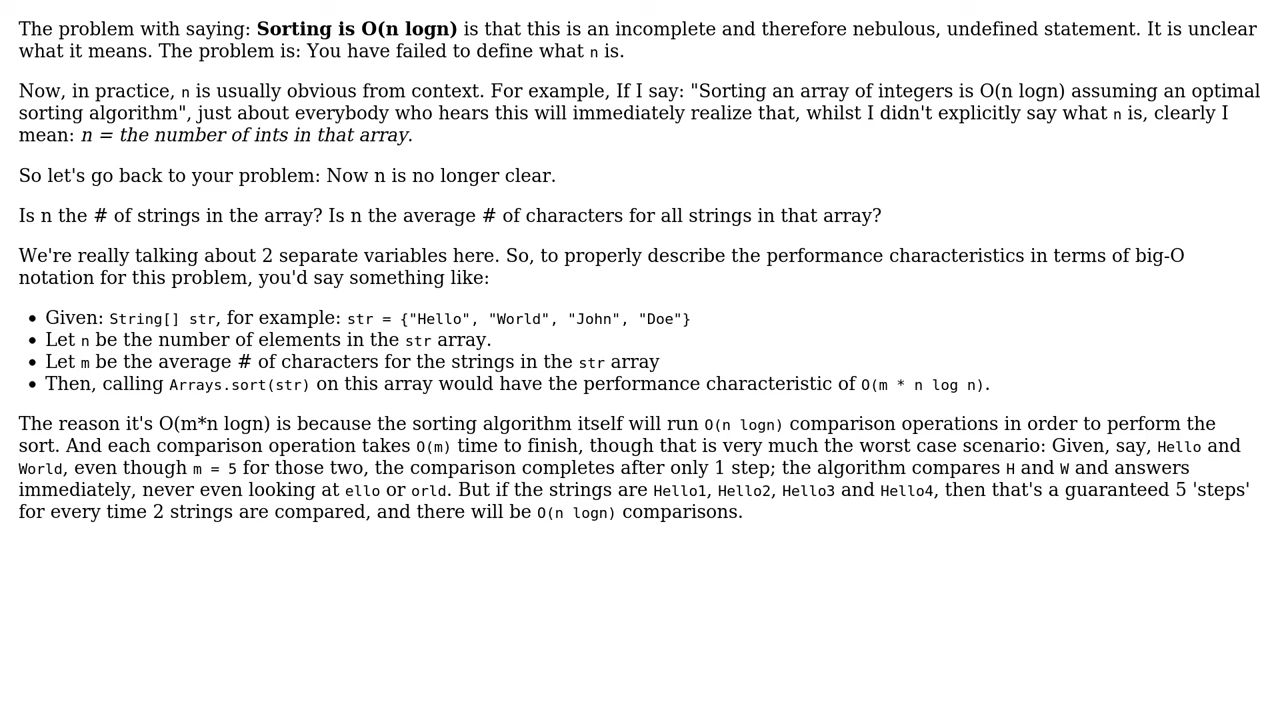 The problem with saying: Sorting is O(n logn) is that this is an incomplete and therefore nebulous, undefined statement. It is unclear
what it means. The problem is: You have failed to define what n is.
Now, in practice, n is usually obvious from context. For example, If I say: "Sorting an array of integers is O(n logn) assuming an optimal
sorting algorithm", just about everybody who hears this will immediately realize that, whilst I didn't explicitly say what n is, clearly I
mean: n = the number of ints in that array.
So let's go back to your problem: Now n is no longer clear.
Is n the # of strings in the array? Is n the average # of characters for all strings in that array?
We're really talking about 2 separate variables here. So, to properly describe the performance characteristics in terms of big-O
notation for this problem, you'd say something like:
• Given: String[] str, for example: str = {"Hello", "World", "John", "Doe"}
• Let n be the number of elements in the str array.
• Let m be the average # of characters for the strings in the str array
• Then, calling Arrays.sort(str) on this array would have the performance characteristic of O(m * n log n).
The reason it's O(m*n logn) is because the sorting algorithm itself will run O(n logn) comparison operations in order to perform the
sort. And each comparison operation takes O(m) time to finish, though that is very much the worst case scenario: Given, say, Hello and
World, even though m = 5 for those two, the comparison completes after only 1 step; the algorithm compares H and W and answers
immediately, never even looking at ello or orld. But if the strings are Hello1, Hello2, Hello3 and Hello4, then that's a guaranteed 5 'steps'
for every time 2 strings are compared, and there will be O(n logn) comparisons.